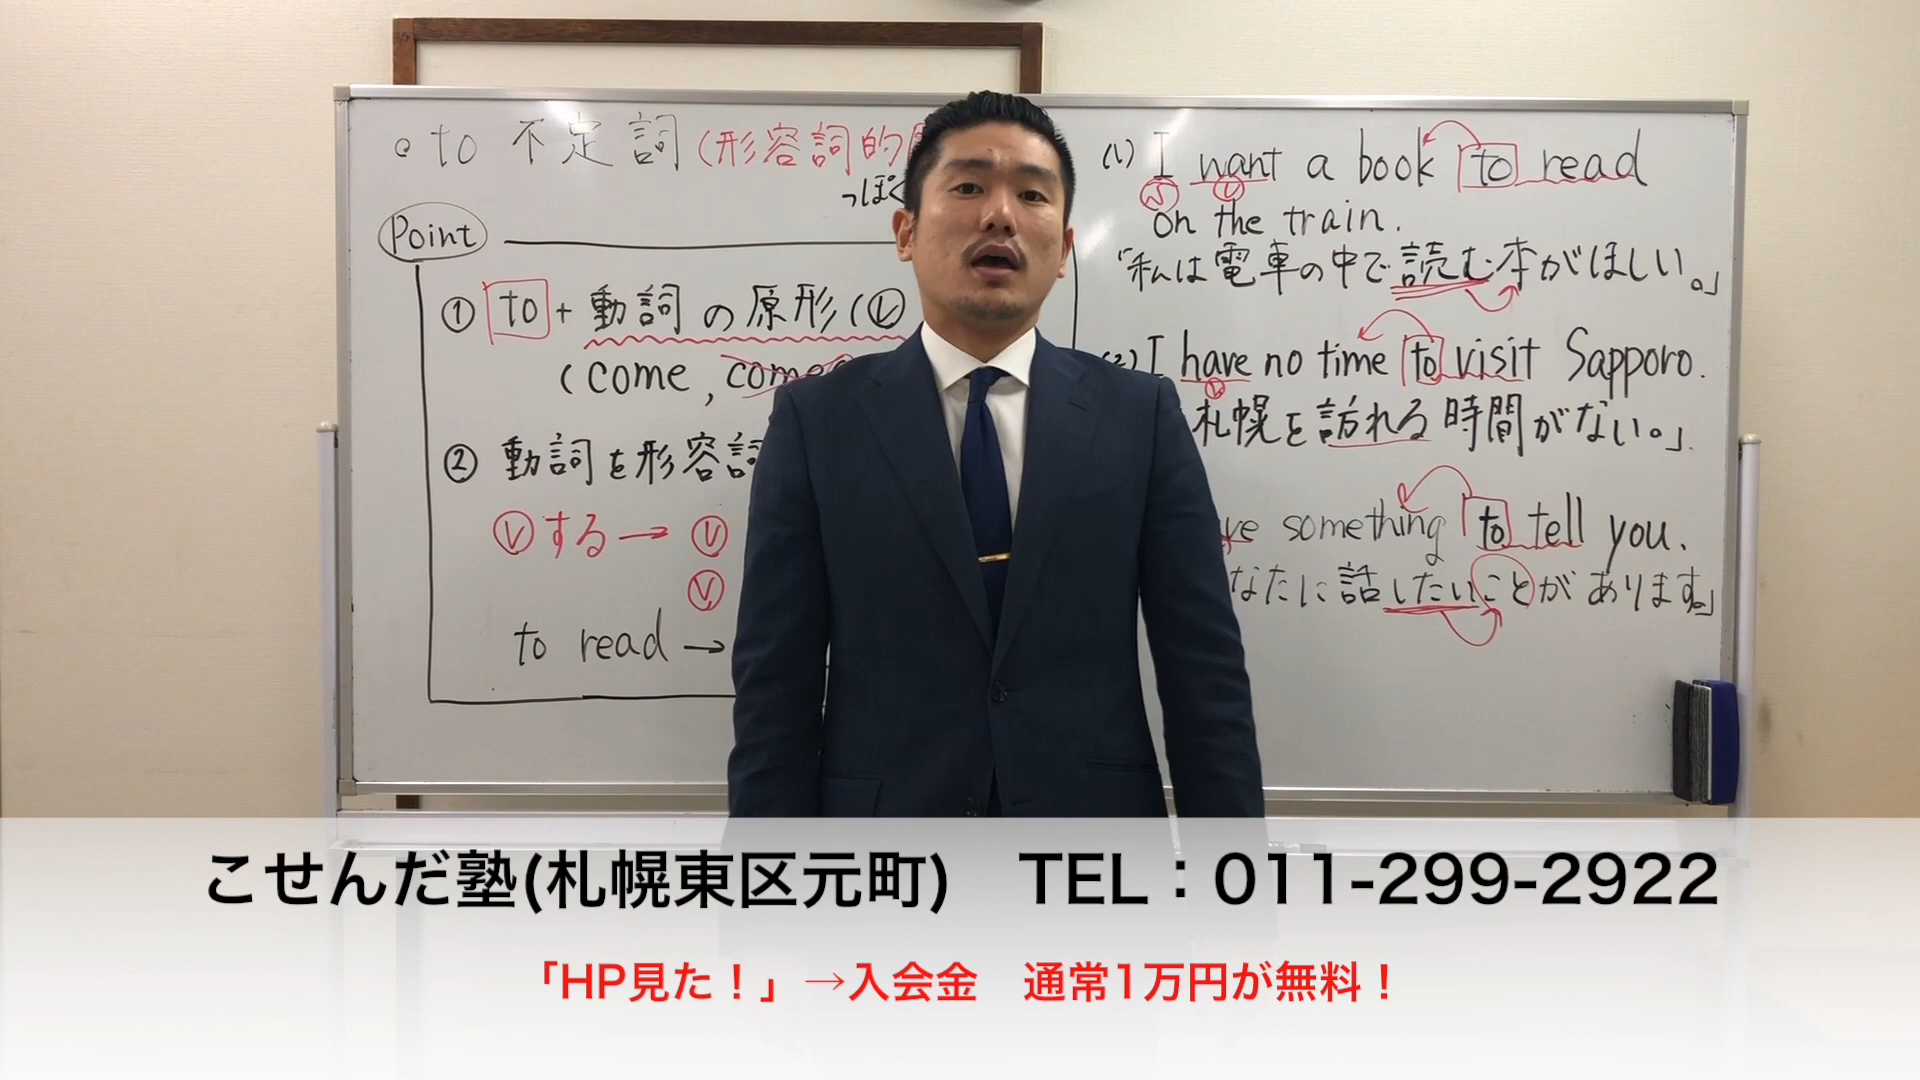 to 不定詞 (形容詞的
っぽく
Point
① to + 動詞の原形 (V
(come, come
② 動詞を形容詞
Vする→ V
V
to read →
(1) I want a book to read
S V
on the train.
「私は電車の中で読む本がほしい。」
(2) I have no time to visit Sapporo.
V
札幌を訪れる時間がない。」
something to tell you.
なたに話したいことがあります。」
こせんだ塾(札幌東区元町) TEL：011-299-2922
「HP見た！」→入会金 通常1万円が無料！